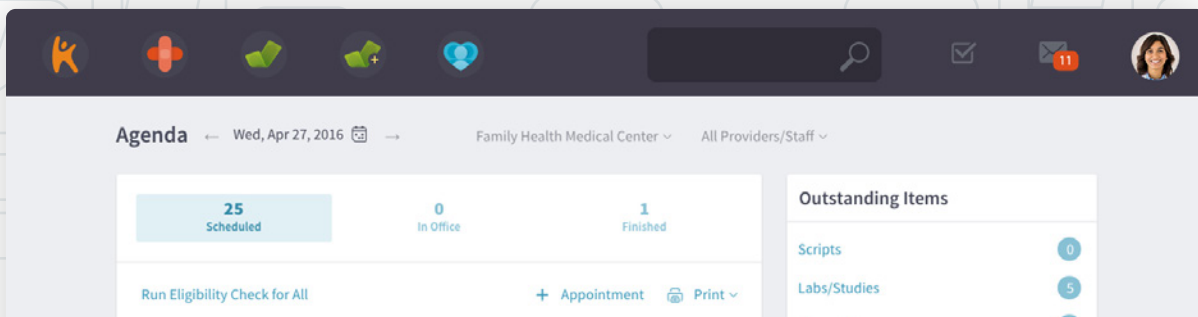 11
Agenda ← Wed, Apr 27, 2016 → Family Health Medical Center All Providers/Staff
25 0 1
Scheduled In Office Finished
Outstanding Items
Scripts 0
Labs/Studies 5
Run Eligibility Check for All + Appointment Print